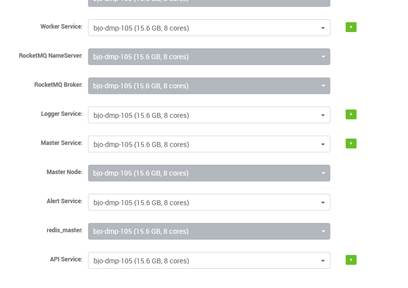 Worker Service: bjo-dmp-105 (15.6 GB, 8 cores)
RocketMQ NameServer: bjo-dmp-105 (15.6 GB, 8 cores)
RocketMQ Broker: bjo-dmp-105 (15.6 GB, 8 cores)
Logger Service: bjo-dmp-105 (15.6 GB, 8 cores)
Master Service: bjo-dmp-105 (15.6 GB, 8 cores)
Master Node: bjo-dmp-105 (15.6 GB, 8 cores)
Alert Service: bjo-dmp-105 (15.6 GB, 8 cores)
redis_master: bjo-dmp-105 (15.6 GB, 8 cores)
API Service: bjo-dmp-105 (15.6 GB, 8 cores)